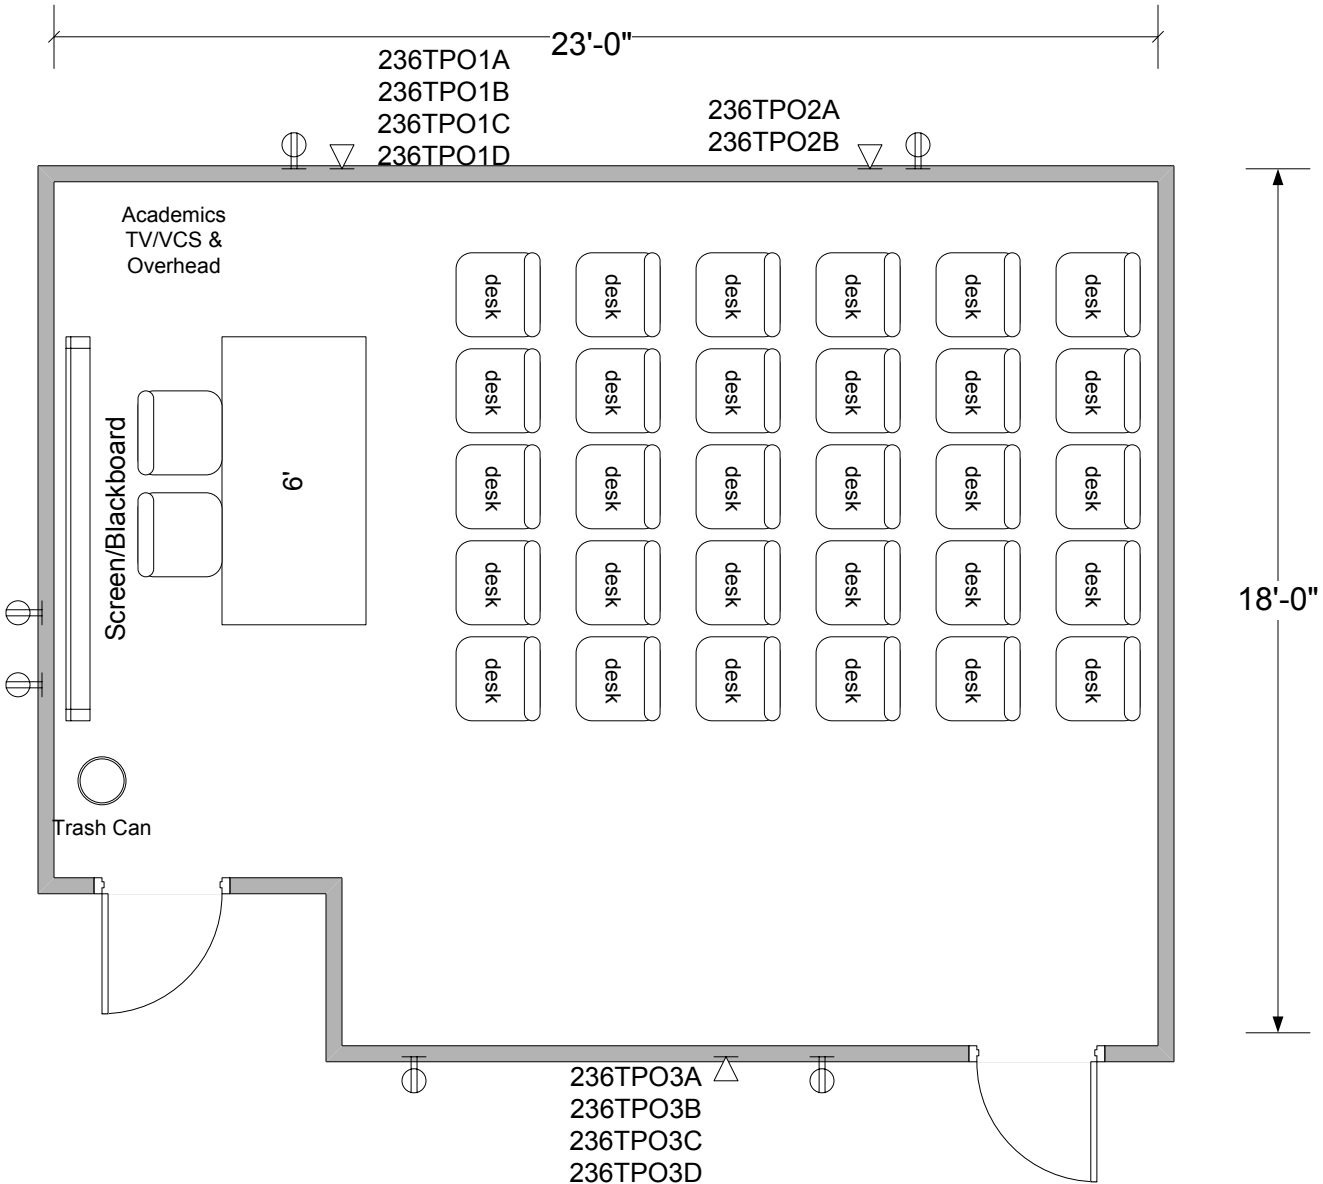 23'-0"
236TPO1A
236TPO1B
236TPO1C
236TPO1D
236TPO2A
236TPO2B
Academics
TV/VCS &
Overhead
desk desk desk desk desk desk
desk desk desk desk desk desk
desk desk desk desk desk desk
desk desk desk desk desk desk
desk desk desk desk desk desk
Screen/Blackboard
6'
18'-0"
Trash Can
236TPO3A
236TPO3B
236TPO3C
236TPO3D